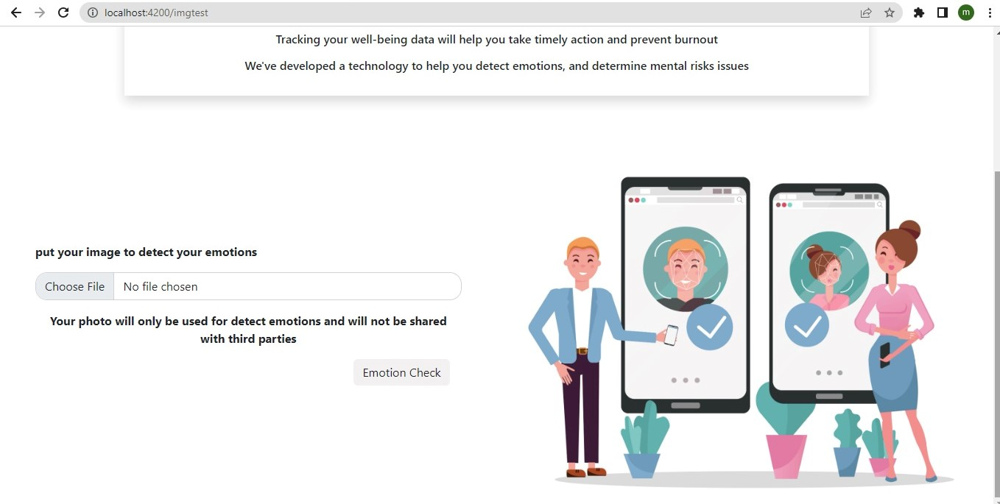 localhost:4200/imgtest
m
Tracking your well-being data will help you take timely action and prevent burnout
We've developed a technology to help you detect emotions, and determine mental risks issues
put your image to detect your emotions
Choose File No file chosen
Your photo will only be used for detect emotions and will not be shared
with third parties
Emotion Check